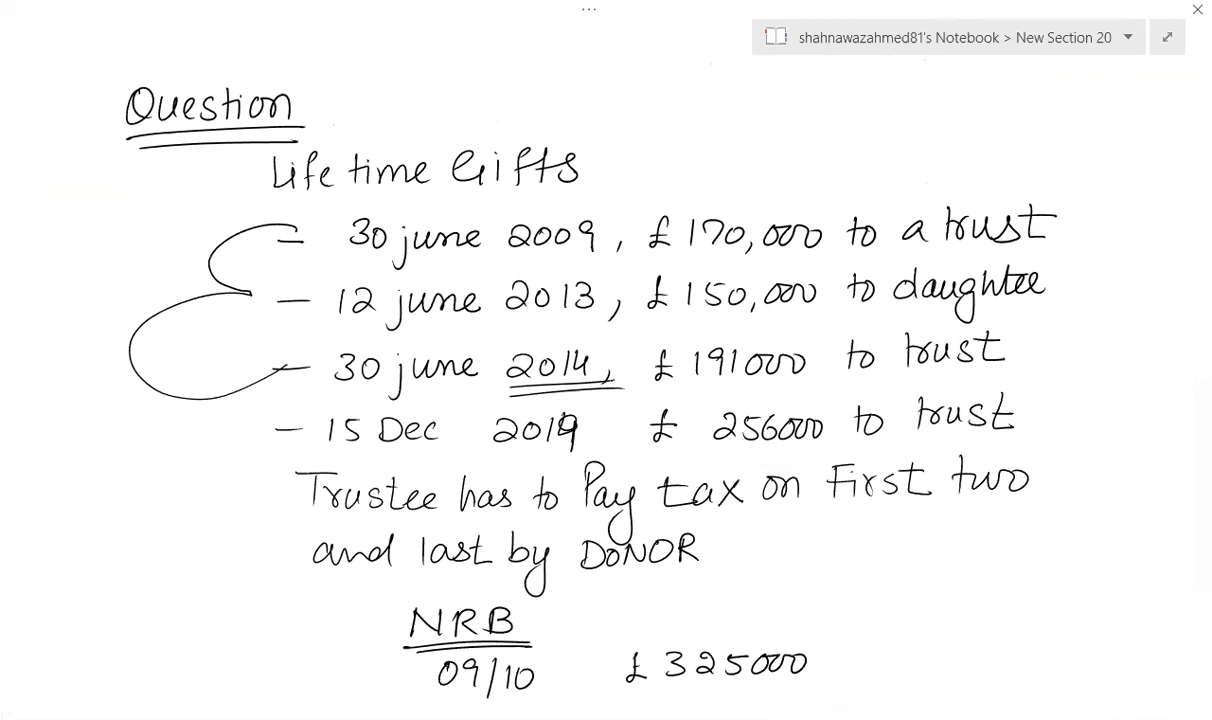 shahnawazahmed81's Notebook > New Section 20
Question
Life time Gifts
- 30 june 2009, £170,000 to a trust
- 12 june 2013, £150,000 to daughter
- 30 june 2014, £191000 to trust
- 15 Dec 2019 £ 256000 to trust
Trustee has to Pay tax on First two
and last by DONOR
NRB
09/10 £325000